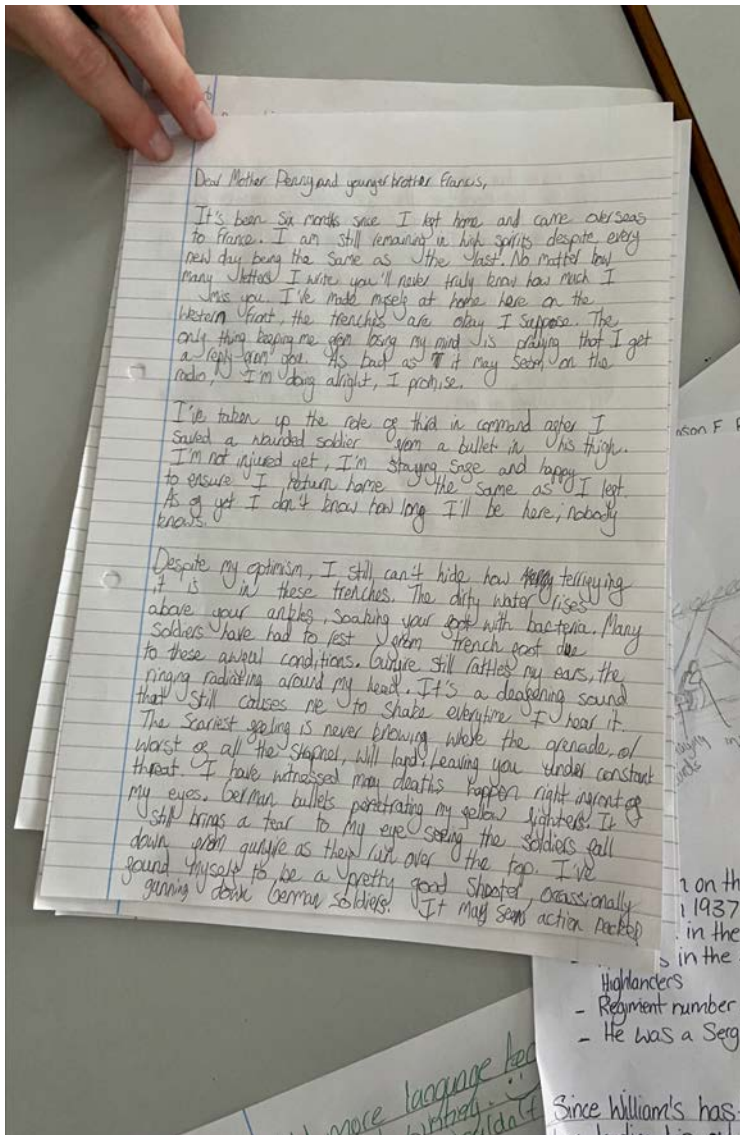 Dear Mother Penny and younger brother Francis,
It's been six months since I left home and came overseas
to France. I am still remaining in high spirits despite every
new day being the same as the last. No matter how
many letters I write you'll never truly know how much I
miss you. I've made myself at home here on the
Western front, the trenches are okay I suppose. The
only thing keeping me from losing my mind is praying that I get
a reply from you. As bad as it may seem on the
radio, I'm doing alright, I promise.
I've taken up the role of third in command after I
saved a wounded soldier from a bullet in his thigh.
I'm not injured yet, I'm staying safe and happy
to ensure I return home the same as I left.
As of yet I don't know how long I'll be here; nobody
knows.
Despite my optimism, I still can't hide how terrifying
it is in these trenches. The dirty water rises
above your ankles, soaking your foot with bacteria. Many
soldiers have had to rest from trench foot due
to these aweful conditions. Gunfire still rattles my ears, the
ringing radiating around my head. It's a deafening sound
that still causes me to shake everytime I hear it.
The scariest feeling is never knowing where the grenade, or
worst of all the shapnel, will land. Leaving you under constant
threat. I have witnessed many deaths happen right infront of
my eyes. German bullets penetrating my fellow fighters. It
still brings a tear to my eye seeing the soldiers fall
down from gunfire as they run over the top. I've
found myself to be a pretty good shooter, ocassionally
gunning down German soldiers. It may seem action packed
nson F
n on th
1937
in the
in the
Highlanders
- Regiment number
- He was a Serg
Since William's has
more language